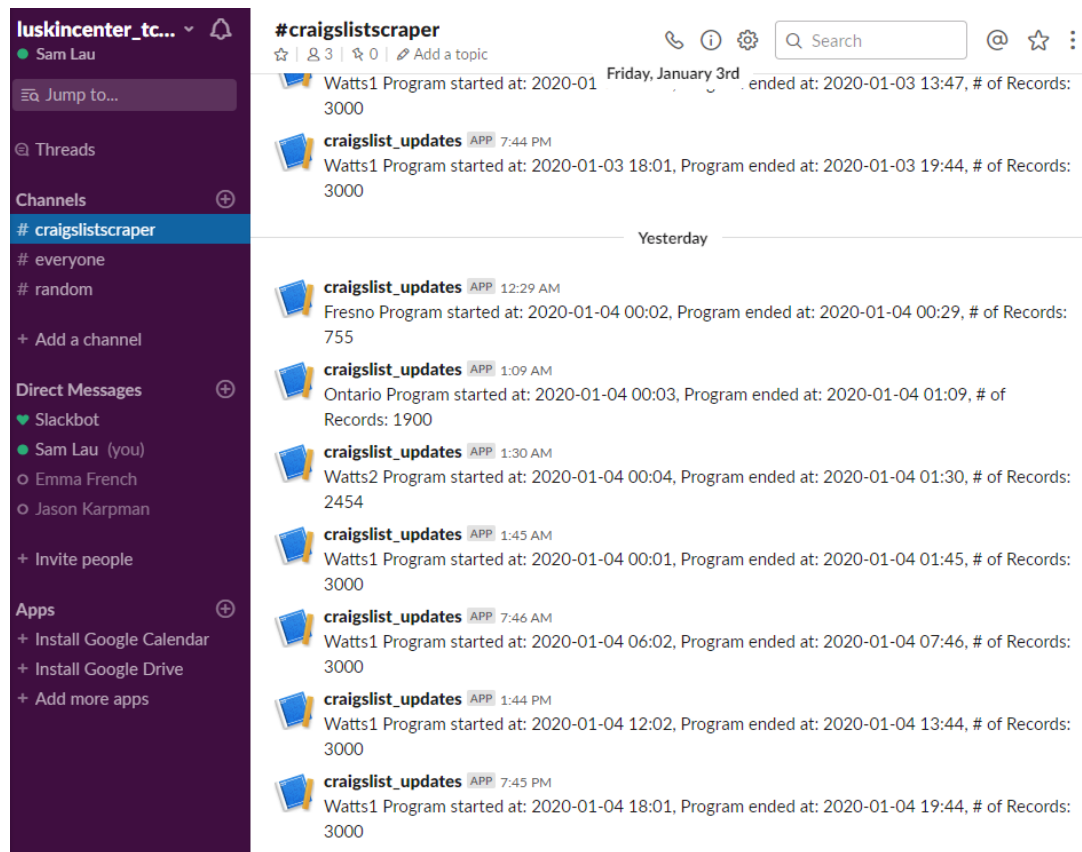 luskincenter_tc...
Sam Lau
Jump to...
Threads
Channels
# craigslistscraper
# everyone
# random
+ Add a channel
Direct Messages
Slackbot
Sam Lau (you)
Emma French
Jason Karpman
+ Invite people
Apps
+ Install Google Calendar
+ Install Google Drive
+ Add more apps
#craigslistscraper
3 | 0 | Add a topic
Search
Friday, January 3rd
Watts1 Program started at: 2020-01 ended at: 2020-01-03 13:47, # of Records:
3000
craigslist_updates APP 7:44 PM
Watts1 Program started at: 2020-01-03 18:01, Program ended at: 2020-01-03 19:44, # of Records:
3000
Yesterday
craigslist_updates APP 12:29 AM
Fresno Program started at: 2020-01-04 00:02, Program ended at: 2020-01-04 00:29, # of Records:
755
craigslist_updates APP 1:09 AM
Ontario Program started at: 2020-01-04 00:03, Program ended at: 2020-01-04 01:09, # of
Records: 1900
craigslist_updates APP 1:30 AM
Watts2 Program started at: 2020-01-04 00:04, Program ended at: 2020-01-04 01:30, # of Records:
2454
craigslist_updates APP 1:45 AM
Watts1 Program started at: 2020-01-04 00:01, Program ended at: 2020-01-04 01:45, # of Records:
3000
craigslist_updates APP 7:46 AM
Watts1 Program started at: 2020-01-04 06:02, Program ended at: 2020-01-04 07:46, # of Records:
3000
craigslist_updates APP 1:44 PM
Watts1 Program started at: 2020-01-04 12:02, Program ended at: 2020-01-04 13:44, # of Records:
3000
craigslist_updates APP 7:45 PM
Watts1 Program started at: 2020-01-04 18:01, Program ended at: 2020-01-04 19:44, # of Records:
3000